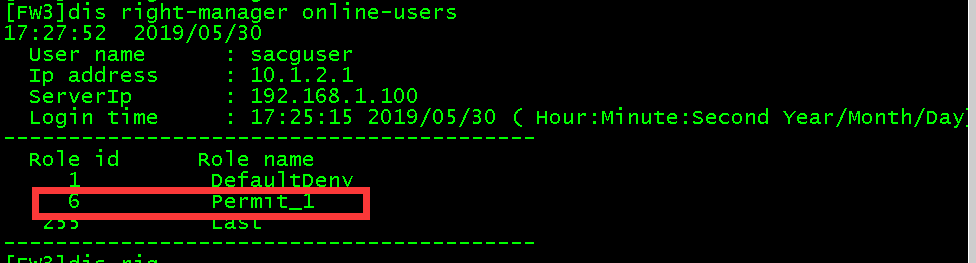 [FW3]dis right-manager online-users
17:27:52 2019/05/30
User name : sacguser
Ip address : 10.1.2.1
ServerIp : 192.168.1.100
Login time : 17:25:15 2019/05/30 ( Hour:Minute:Second Year/Month/Day)
----------------------------------------
Role id Role name
1 DefaultDeny
6 Permit_1
255 Last
----------------------------------------
[FW3]dis rig